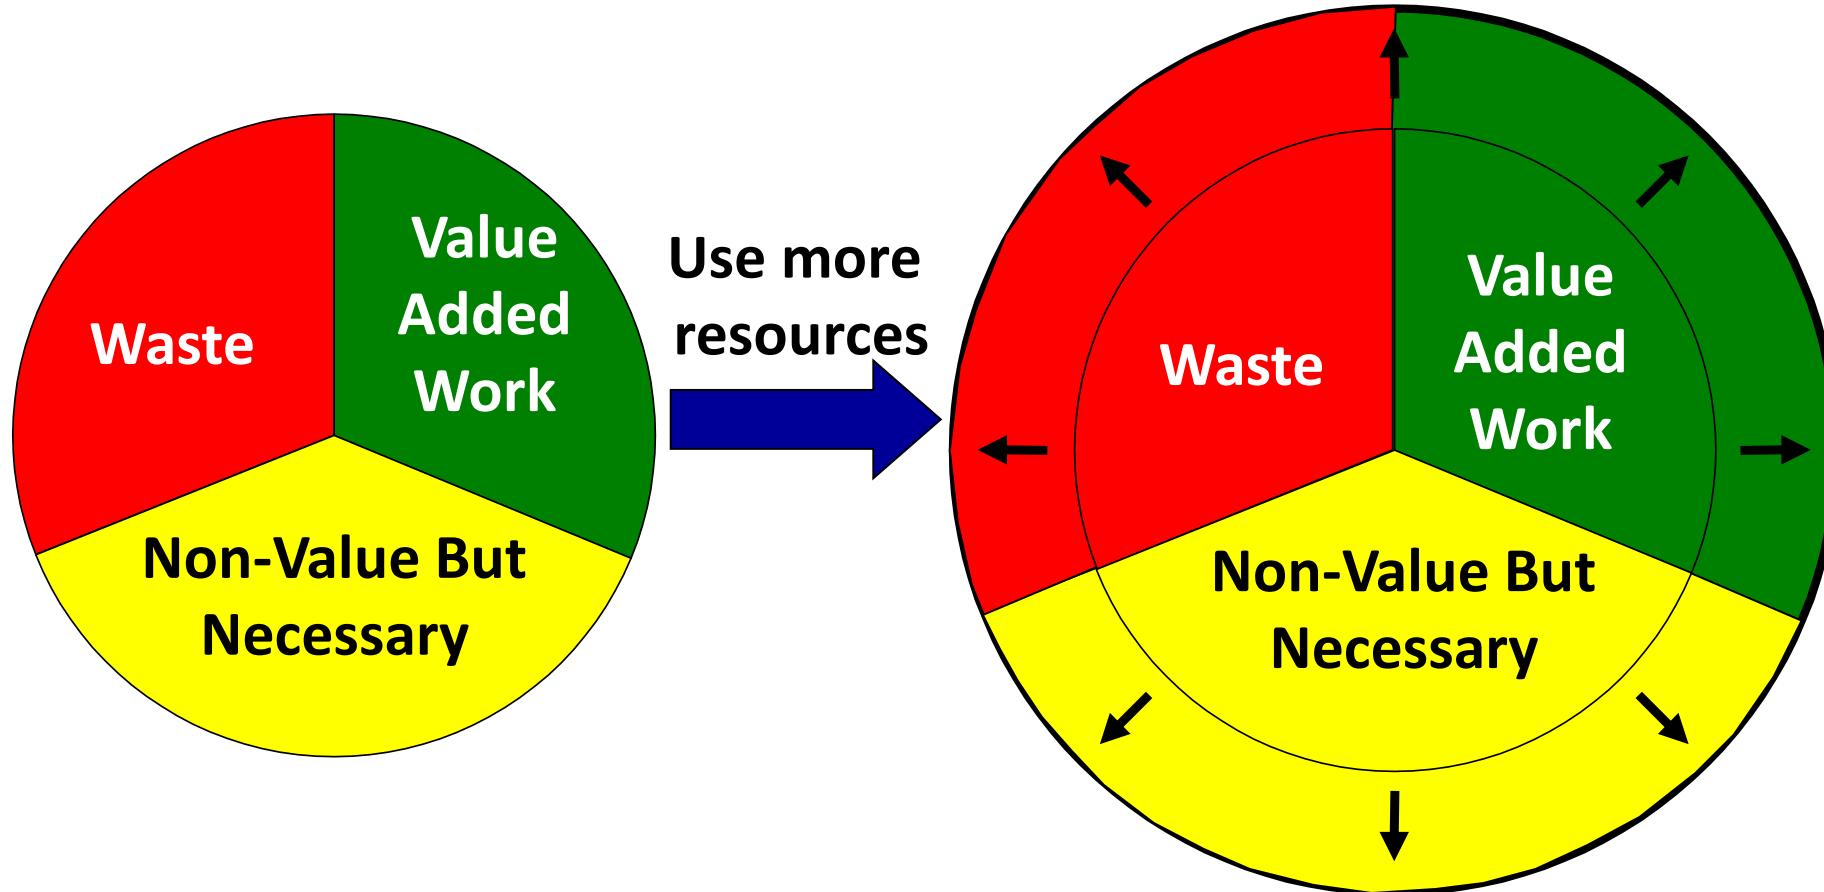 Waste
Value
Added
Work
Non-Value But
Necessary
Use more
resources
Waste
Value
Added
Work
Non-Value But
Necessary